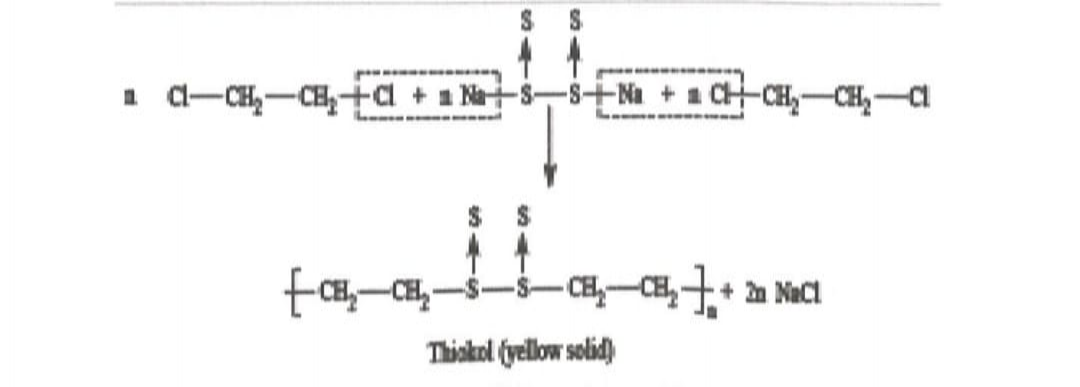 S S
n Cl—CH2—CH2—Cl + n Na—S—S—Na + n Cl—CH2—CH2—Cl
S S
[—CH2—CH2—S—S—CH2—CH2—]n + 2n NaCl
Thiokol (yellow solid)